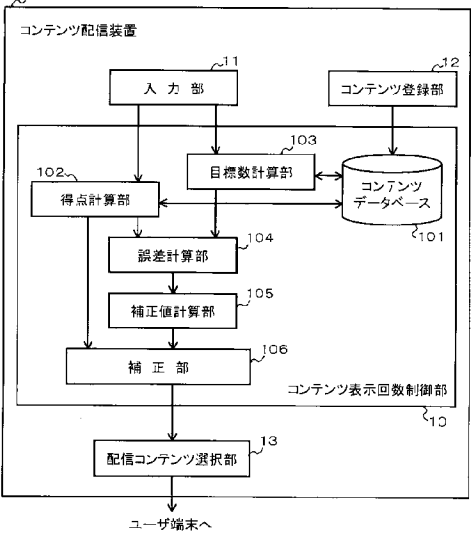 コンテンツ配信装置
11
入力部
12
コンテンツ登録部
103
目標数計算部
102
得点計算部
コンテンツ
データベース
101
104
誤差計算部
105
補正値計算部
106
補正部
コンテンツ表示回数制御部
10
13
配信コンテンツ選択部
ユーザ端末へ